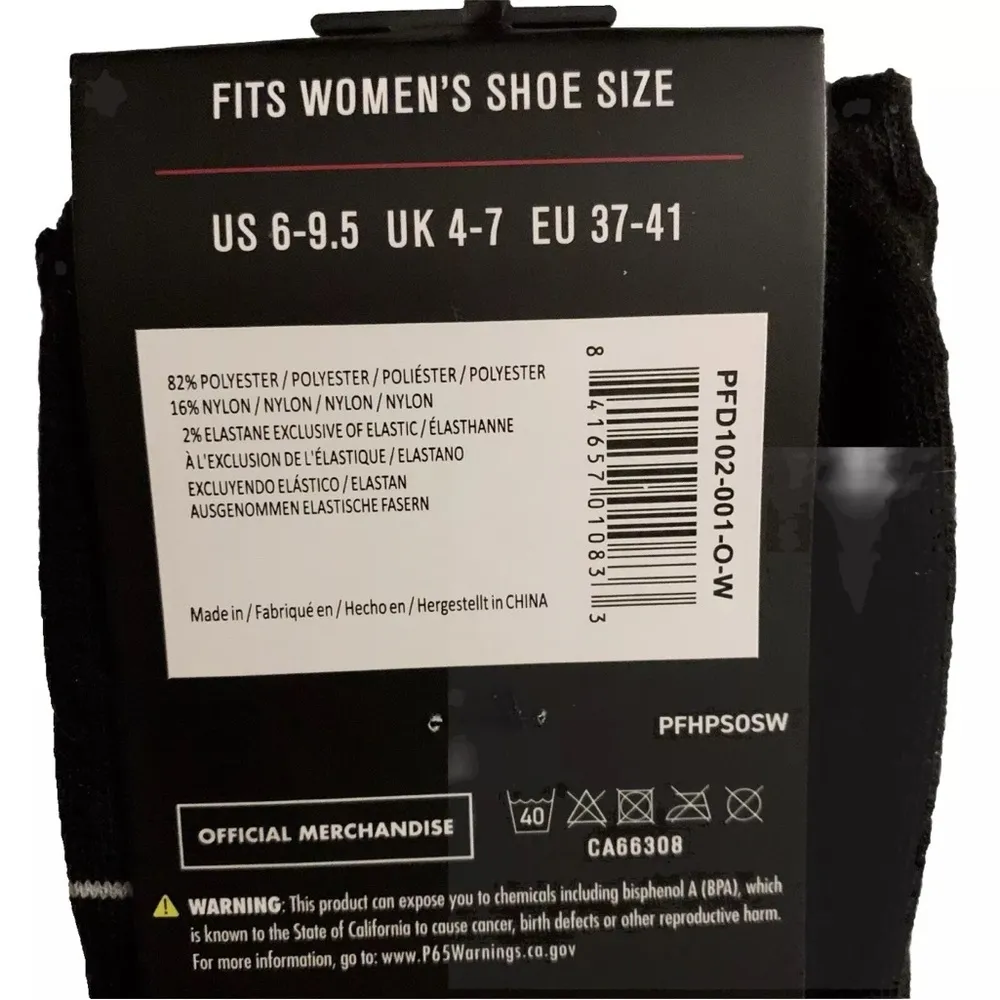 FITS WOMEN'S SHOE SIZE
US 6-9.5 UK 4-7 EU 37-41
82% POLYESTER / POLYESTER / POLIÉSTER / POLYESTER
16% NYLON / NYLON / NYLON / NYLON
2% ELASTANE EXCLUSIVE OF ELASTIC / ÉLASTHANNE
À L'EXCLUSION DE L'ÉLASTIQUE / ELASTANO
EXCLUYENDO ELÁSTICO / ELASTAN
AUSGENOMMEN ELASTISCHE FASERN
Made in / Fabriqué en / Hecho en / Hergestellt in CHINA
8 41657 01083 3
PFD102-001-O-W
PFHPSOSW
OFFICIAL MERCHANDISE
40
CA66308
WARNING: This product can expose you to chemicals including bisphenol A (BPA), which
is known to the State of California to cause cancer, birth defects or other reproductive harm.
For more information, go to: www.P65Warnings.ca.gov